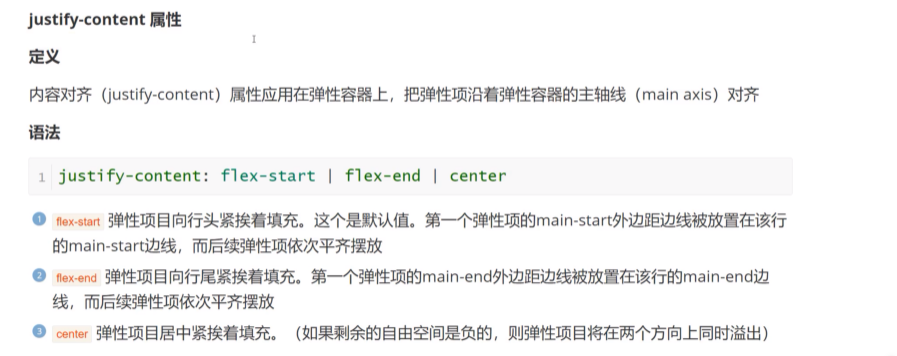 justify-content 属性
定义
内容对齐（justify-content）属性应用在弹性容器上，把弹性项沿着弹性容器的主轴线（main axis）对齐
语法
1 justify-content: flex-start | flex-end | center
1 flex-start 弹性项目向行头紧挨着填充。这个是默认值。第一个弹性项的main-start外边距边线被放置在该行
的main-start边线，而后续弹性项依次平齐摆放
2 flex-end 弹性项目向行尾紧挨着填充。第一个弹性项的main-end外边距边线被放置在该行的main-end边
线，而后续弹性项依次平齐摆放
3 center 弹性项目居中紧挨着填充。（如果剩余的自由空间是负的，则弹性项目将在两个方向上同时溢出）